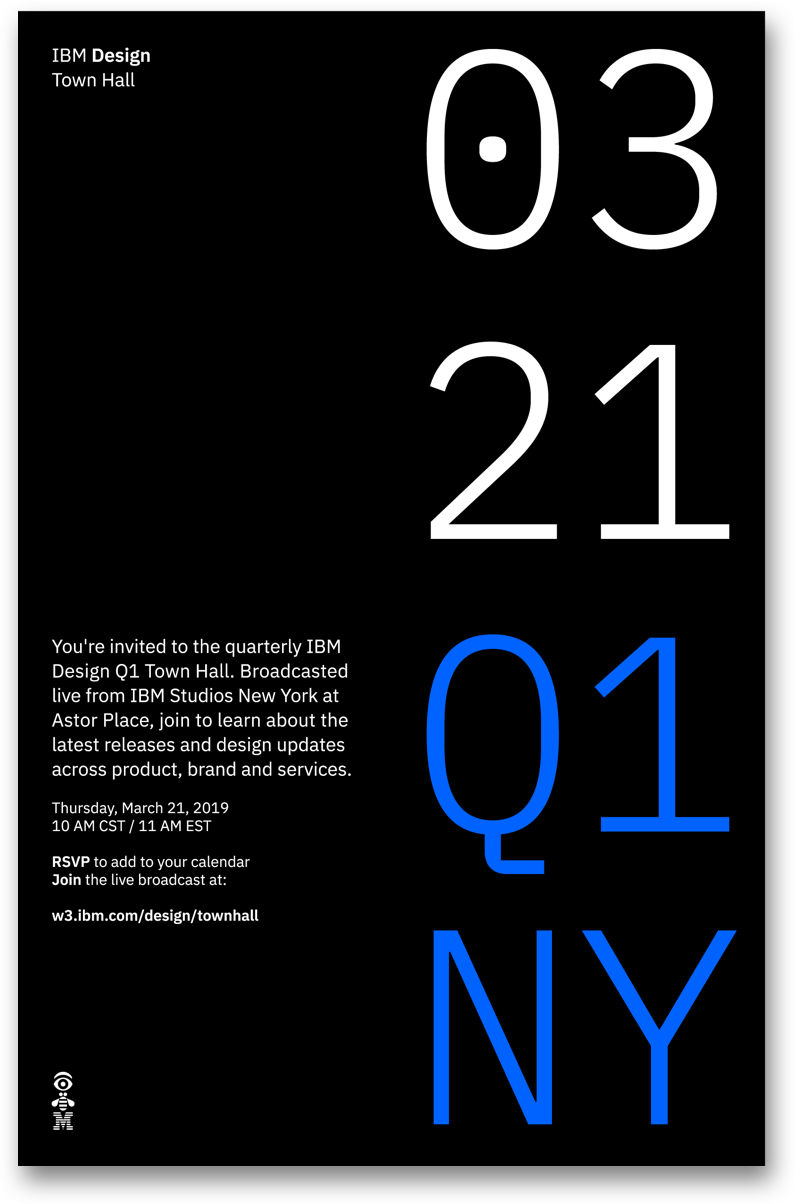 IBM Design
Town Hall
03
21
Q1
NY
You're invited to the quarterly IBM
Design Q1 Town Hall. Broadcasted
live from IBM Studios New York at
Astor Place, join to learn about the
latest releases and design updates
across product, brand and services.
Thursday, March 21, 2019
10 AM CST / 11 AM EST
RSVP to add to your calendar
Join the live broadcast at:
w3.ibm.com/design/townhall
M